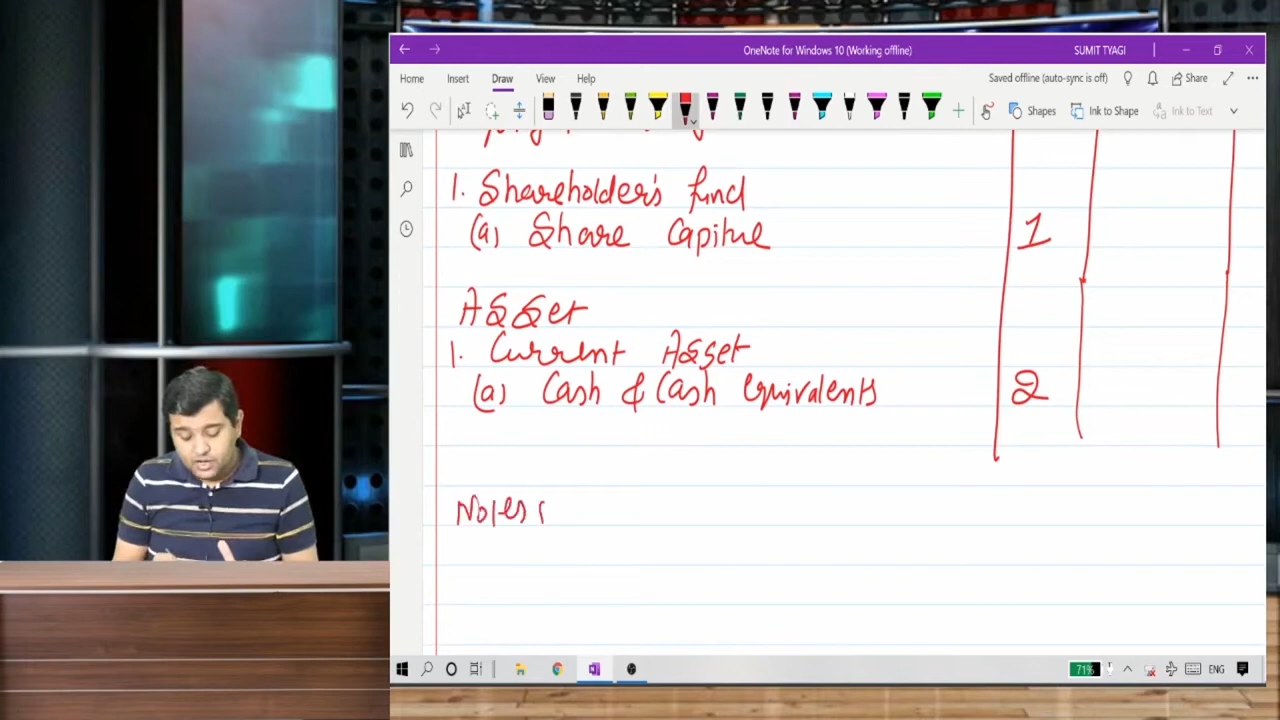 OneNote for Windows 10 (Working offline)
SUMIT TYAGI
Home Insert Draw View Help
Saved offline (auto-sync is off)
Share
Shapes
Ink to Shape
Ink to Text
1. Shareholder's fund
(a) Share Capital
1
Asset
1. Current Asset
(a) Cash & Cash equivalents
2
Notes
71%
ENG